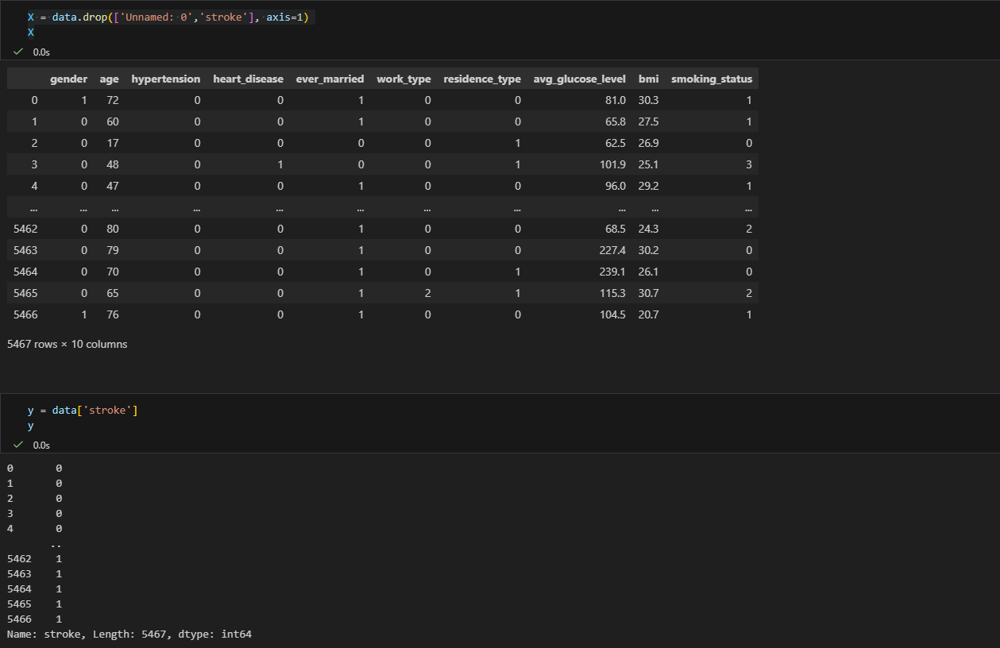 X = data.drop(['Unnamed: 0','stroke'], axis=1)
X
0.0s
gender age hypertension heart_disease ever_married work_type residence_type avg_glucose_level bmi smoking_status
0 1 72 0 0 1 0 0 81.0 30.3 1
1 0 60 0 0 1 0 0 65.8 27.5 1
2 0 17 0 0 0 0 1 62.5 26.9 0
3 0 48 0 1 0 0 1 101.9 25.1 3
4 0 47 0 0 1 0 0 96.0 29.2 1
... ... ... ... ... ... ... ... ... ... ...
5462 0 80 0 0 1 0 0 68.5 24.3 2
5463 0 79 0 0 1 0 0 227.4 30.2 0
5464 0 70 0 0 1 0 1 239.1 26.1 0
5465 0 65 0 0 1 2 1 115.3 30.7 2
5466 1 76 0 0 1 0 0 104.5 20.7 1
5467 rows × 10 columns
y = data['stroke']
y
0.0s
0 0
1 0
2 0
3 0
4 0
..
5462 1
5463 1
5464 1
5465 1
5466 1
Name: stroke, Length: 5467, dtype: int64